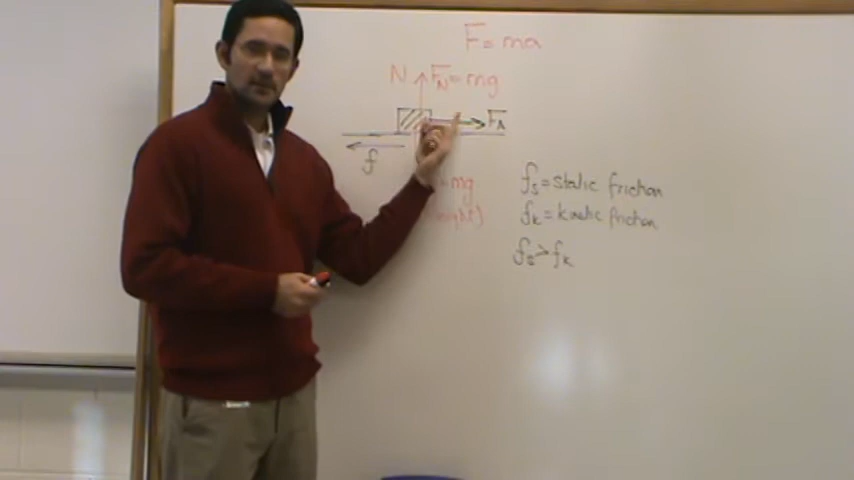 F = ma
N F_N = mg
F_A
f
= mg
f_s = static friction
f_k = kinetic friction
f_s > f_k